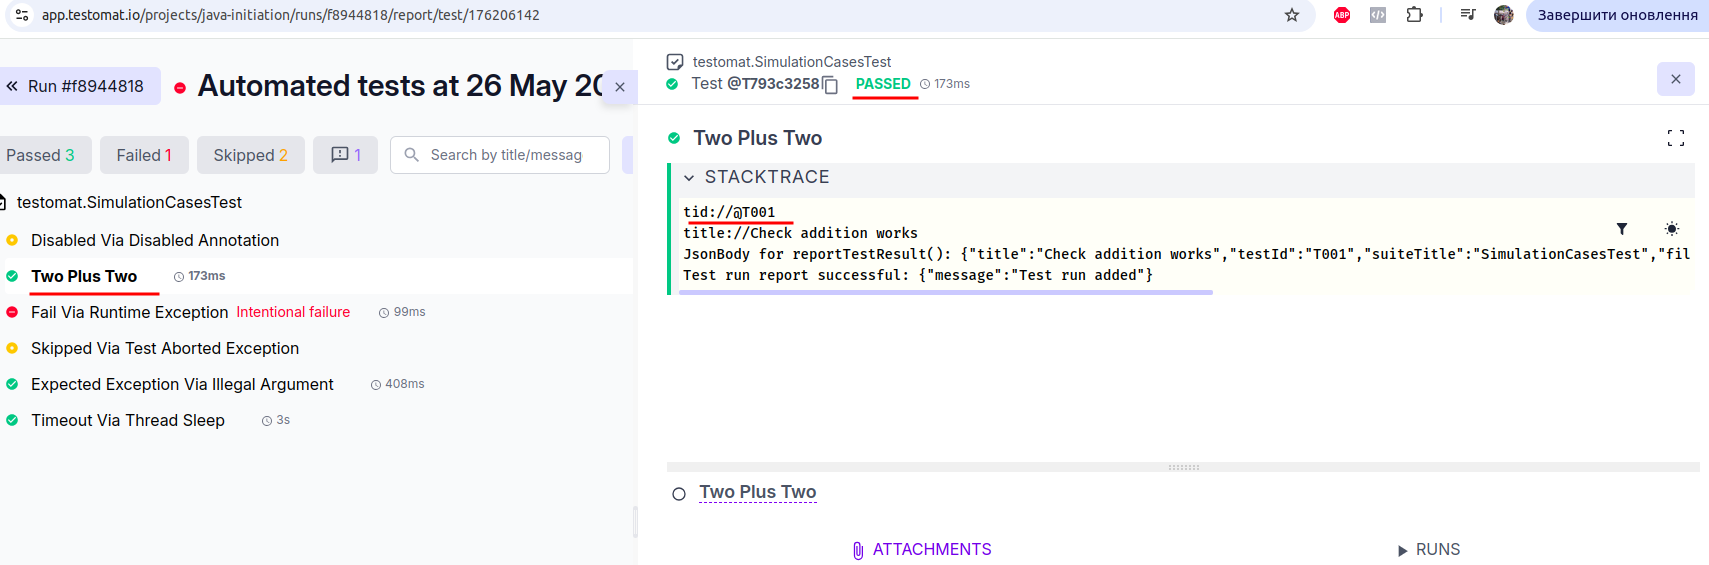 app.testomat.io/projects/java-initiation/runs/f8944818/report/test/176206142
ABP
Завершити оновлення
Run #f8944818
Automated tests at 26 May 20
Passed 3
Failed 1
Skipped 2
1
Search by title/messag
testomat.SimulationCasesTest
Disabled Via Disabled Annotation
Two Plus Two 173ms
Fail Via Runtime Exception Intentional failure 99ms
Skipped Via Test Aborted Exception
Expected Exception Via Illegal Argument 408ms
Timeout Via Thread Sleep 3s
testomat.SimulationCasesTest
Test @T793c3258 PASSED 173ms
Two Plus Two
STACKTRACE
tid://@T001
title://Check addition works
JsonBody for reportTestResult(): {"title":"Check addition works","testId":"T001","suiteTitle":"SimulationCasesTest","fil
Test run report successful: {"message":"Test run added"}
Two Plus Two
ATTACHMENTS
RUNS